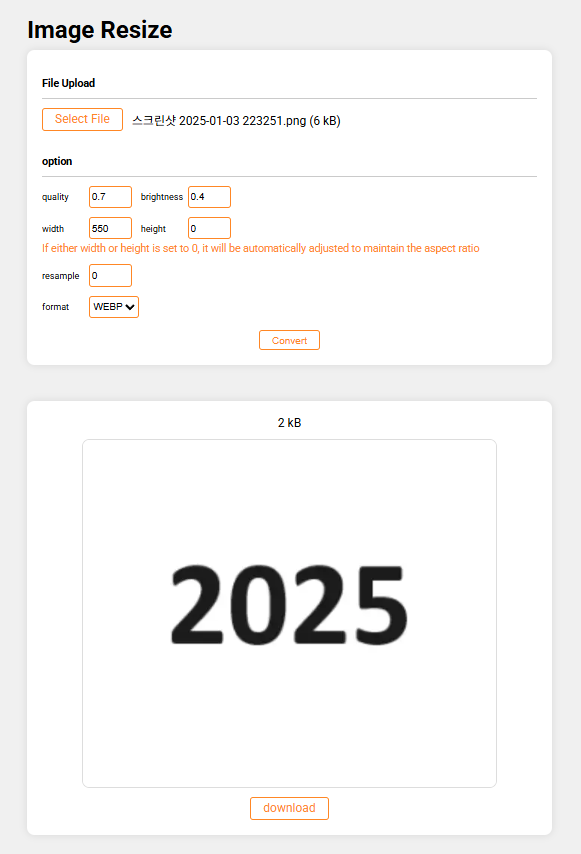 Image Resize
File Upload
Select File 스크린샷 2025-01-03 223251.png (6 kB)
option
quality 0.7 brightness 0.4
width 550 height 0
If either width or height is set to 0, it will be automatically adjusted to maintain the aspect ratio
resample 0
format WEBP
Convert
2 kB
2025
download